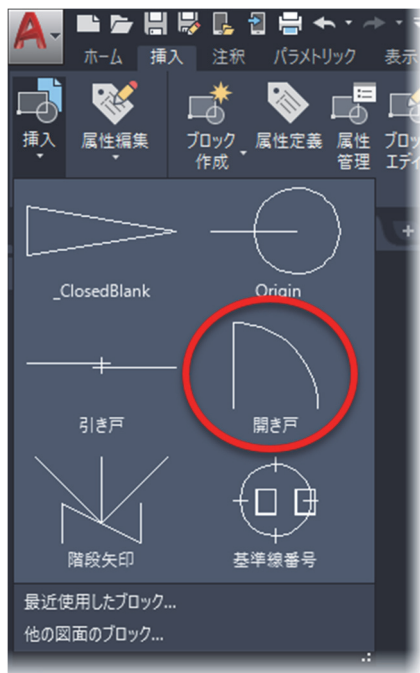 ホーム 挿入 注釈 パラメトリック 表示
挿入 属性編集 ブロック作成 属性定義 属性管理 ブロッ
エディ
_ClosedBlank Origin
引き戸 開き戸
階段矢印 基準線番号
最近使用したブロック...
他の図面のブロック...